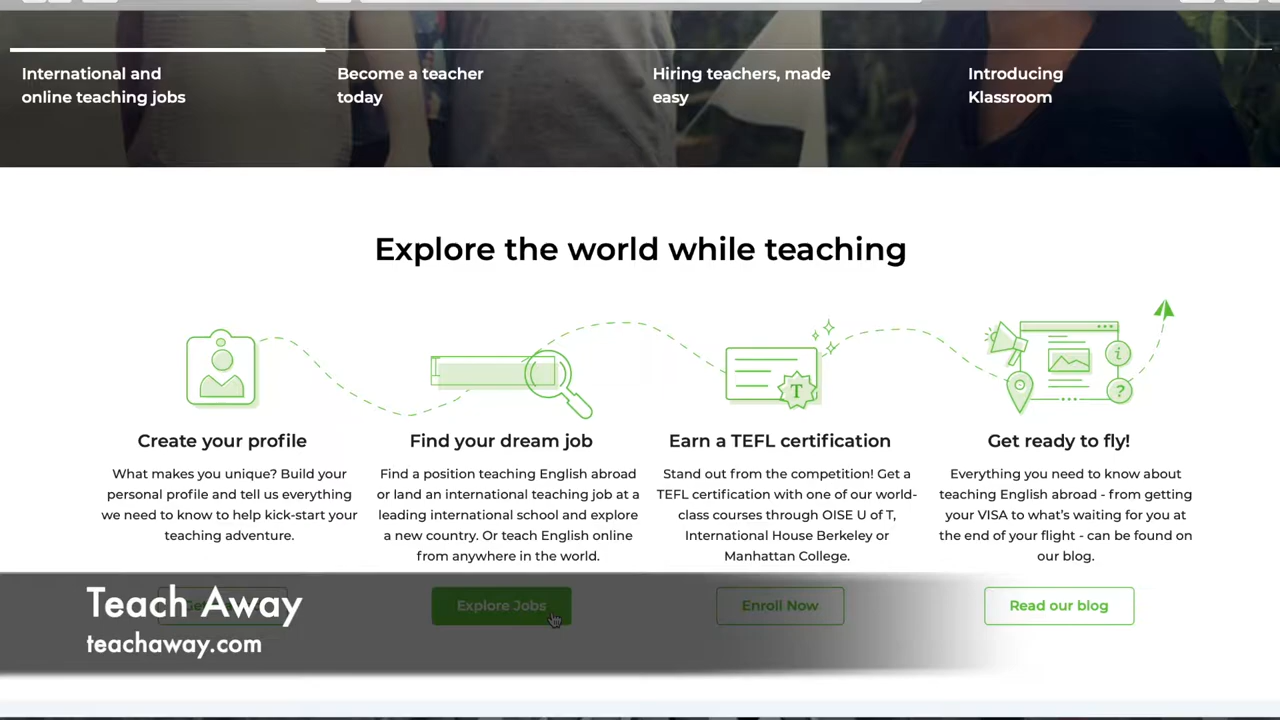 International and
online teaching jobs
Become a teacher
today
Hiring teachers, made
easy
Introducing
Klassroom
Explore the world while teaching
T
i
?
Create your profile
What makes you unique? Build your
personal profile and tell us everything
we need to know to help kick-start your
teaching adventure.
Find your dream job
Find a position teaching English abroad
or land an international teaching job at a
leading international school and explore
a new country. Or teach English online
from anywhere in the world.
Explore Jobs
Earn a TEFL certification
Stand out from the competition! Get a
TEFL certification with one of our world-
class courses through OISE U of T,
International House Berkeley or
Manhattan College.
Enroll Now
Get ready to fly!
Everything you need to know about
teaching English abroad - from getting
your VISA to what's waiting for you at
the end of your flight - can be found on
our blog.
Read our blog
Teach Away
teachaway.com